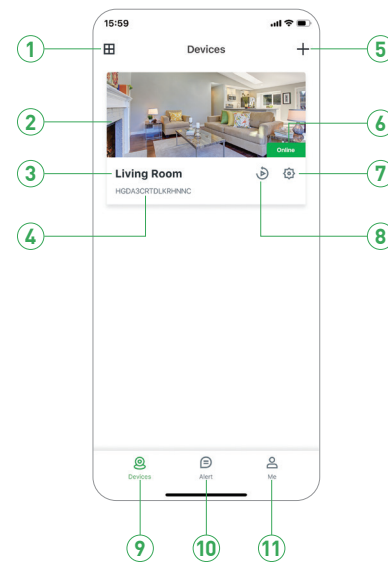 15:59
1
Devices
5
2
6
Online
3
Living Room
7
HGDA3CRTDLKRHNNC
4
8
Devices
Alert
Me
9
10
11